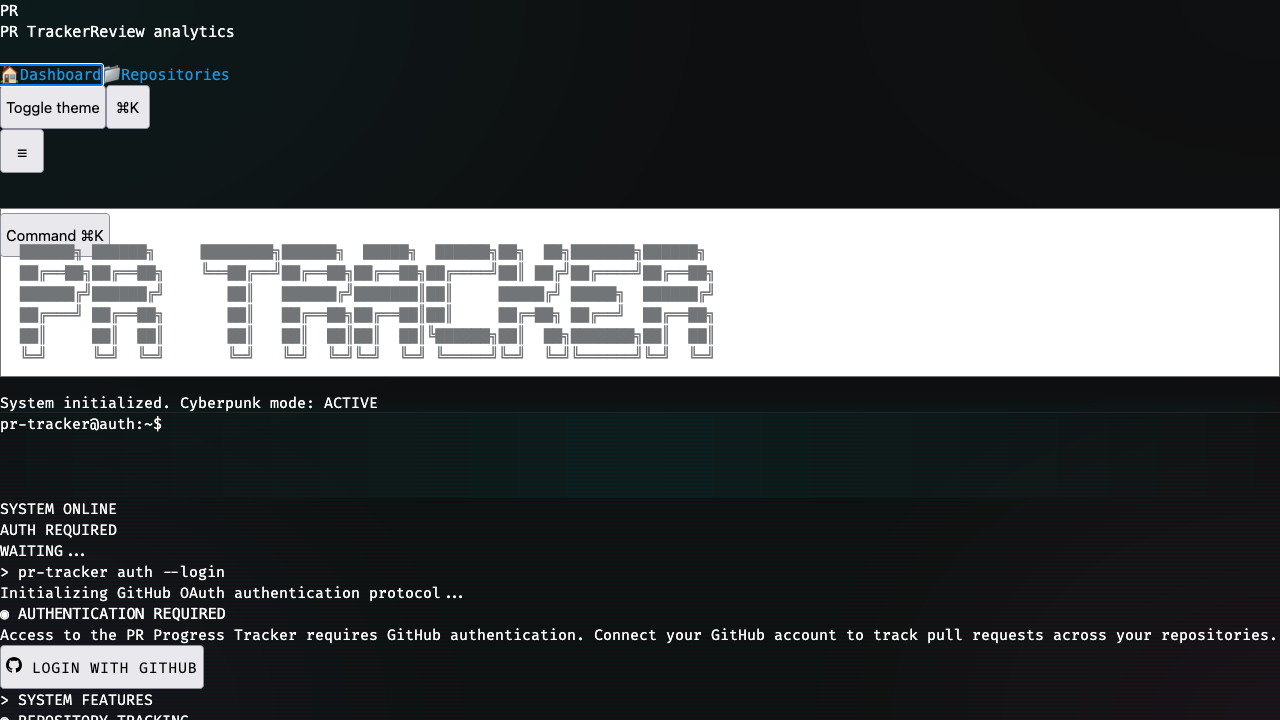 PR
PR TrackerReview analytics
🏠Dashboard📁Repositories
Toggle theme ⌘K
≡
Command ⌘K
PR TRACKER
System initialized. Cyberpunk mode: ACTIVE
pr-tracker@auth:~$
SYSTEM ONLINE
AUTH REQUIRED
WAITING...
> pr-tracker auth --login
Initializing GitHub OAuth authentication protocol...
◉ AUTHENTICATION REQUIRED
Access to the PR Progress Tracker requires GitHub authentication. Connect your GitHub account to track pull requests across your repositories.
LOGIN WITH GITHUB
> SYSTEM FEATURES
◉ REPOSITORY TRACKING